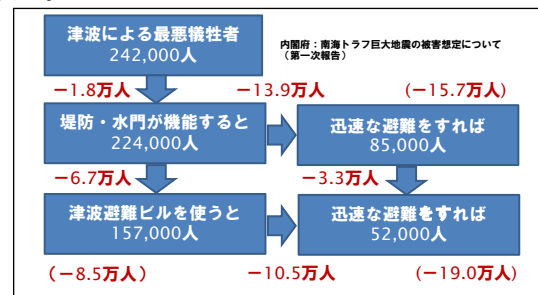 津波による最悪犠牲者
242,000人
内閣府：南海トラフ巨大地震の被害想定について
（第一次報告）
－1.8万人
－13.9万人
（－15.7万人）
堤防・水門が機能すると
224,000人
迅速な避難をすれば
85,000人
－6.7万人
－3.3万人
津波避難ビルを使うと
157,000人
迅速な避難をすれば
52,000人
（－8.5万人）
－10.5万人
（－19.0万人）